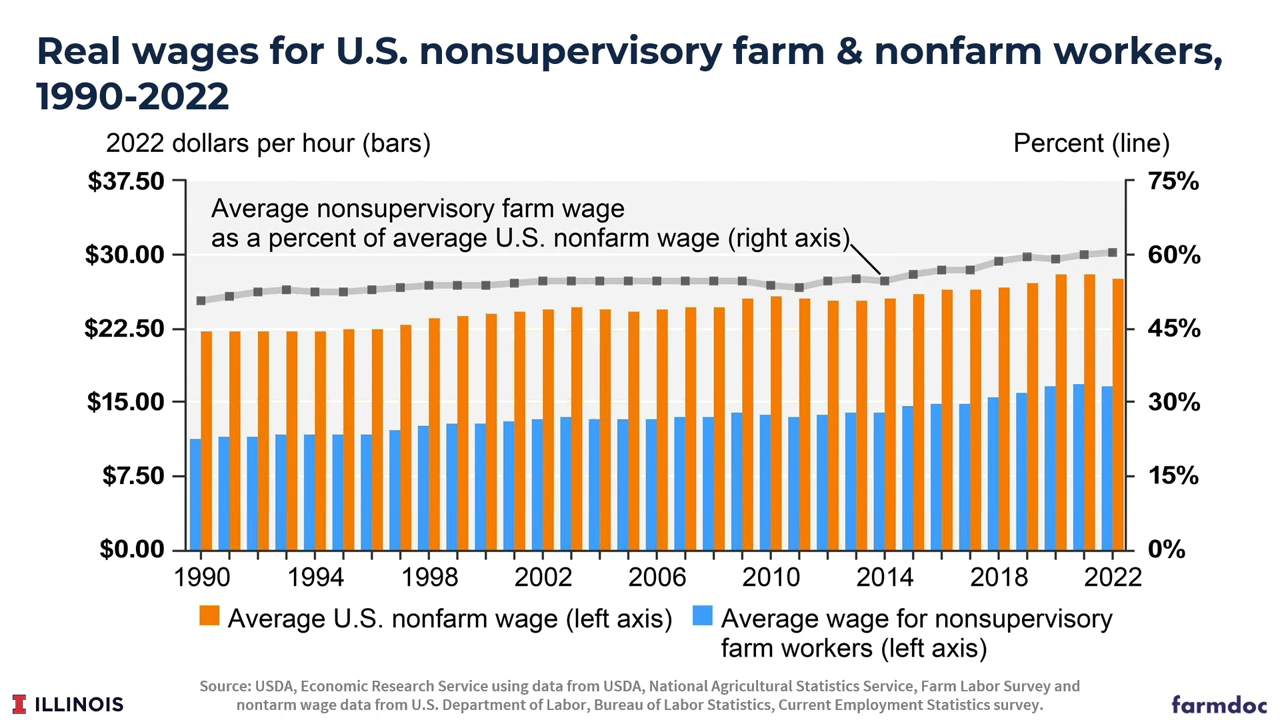 Real wages for U.S. nonsupervisory farm & nonfarm workers,
1990-2022
2022 dollars per hour (bars)
Percent (line)
$37.50
$30.00
$22.50
$15.00
$7.50
$0.00
75%
60%
45%
30%
15%
0%
Average nonsupervisory farm wage
as a percent of average U.S. nonfarm wage (right axis)
1990 1994 1998 2002 2006 2010 2014 2018 2022
Average U.S. nonfarm wage (left axis)
Average wage for nonsupervisory
farm workers (left axis)
Source: USDA, Economic Research Service using data from USDA, National Agricultural Statistics Service, Farm Labor Survey and
nontarm wage data from U.S. Department of Labor, Bureau of Labor Statistics, Current Employment Statistics survey.
I ILLINOIS
farmdoc